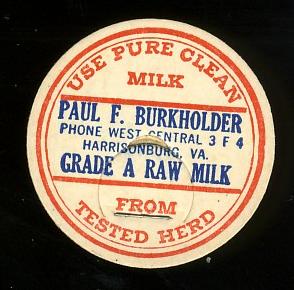 USE PURE CLEAN
MILK
PAUL F. BURKHOLDER
PHONE WEST CENTRAL 3 F 4
HARRISONBURG, VA.
GRADE A RAW MILK
FROM
TESTED HERD